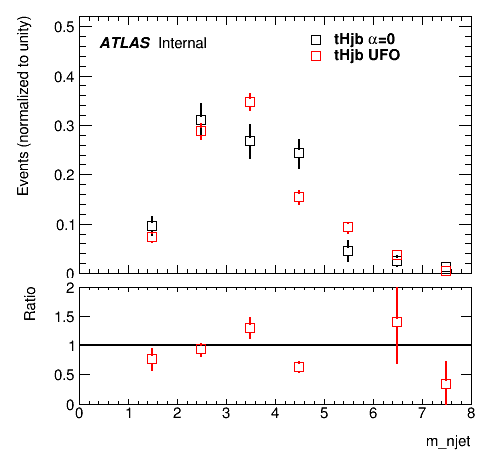 Events (normalized to unity)
0.5
0.4
0.3
0.2
0.1
0
ATLAS Internal
tHjb α=0
tHjb UFO
Ratio
2
1.5
1
0.5
0
0 1 2 3 4 5 6 7 8
m_njet